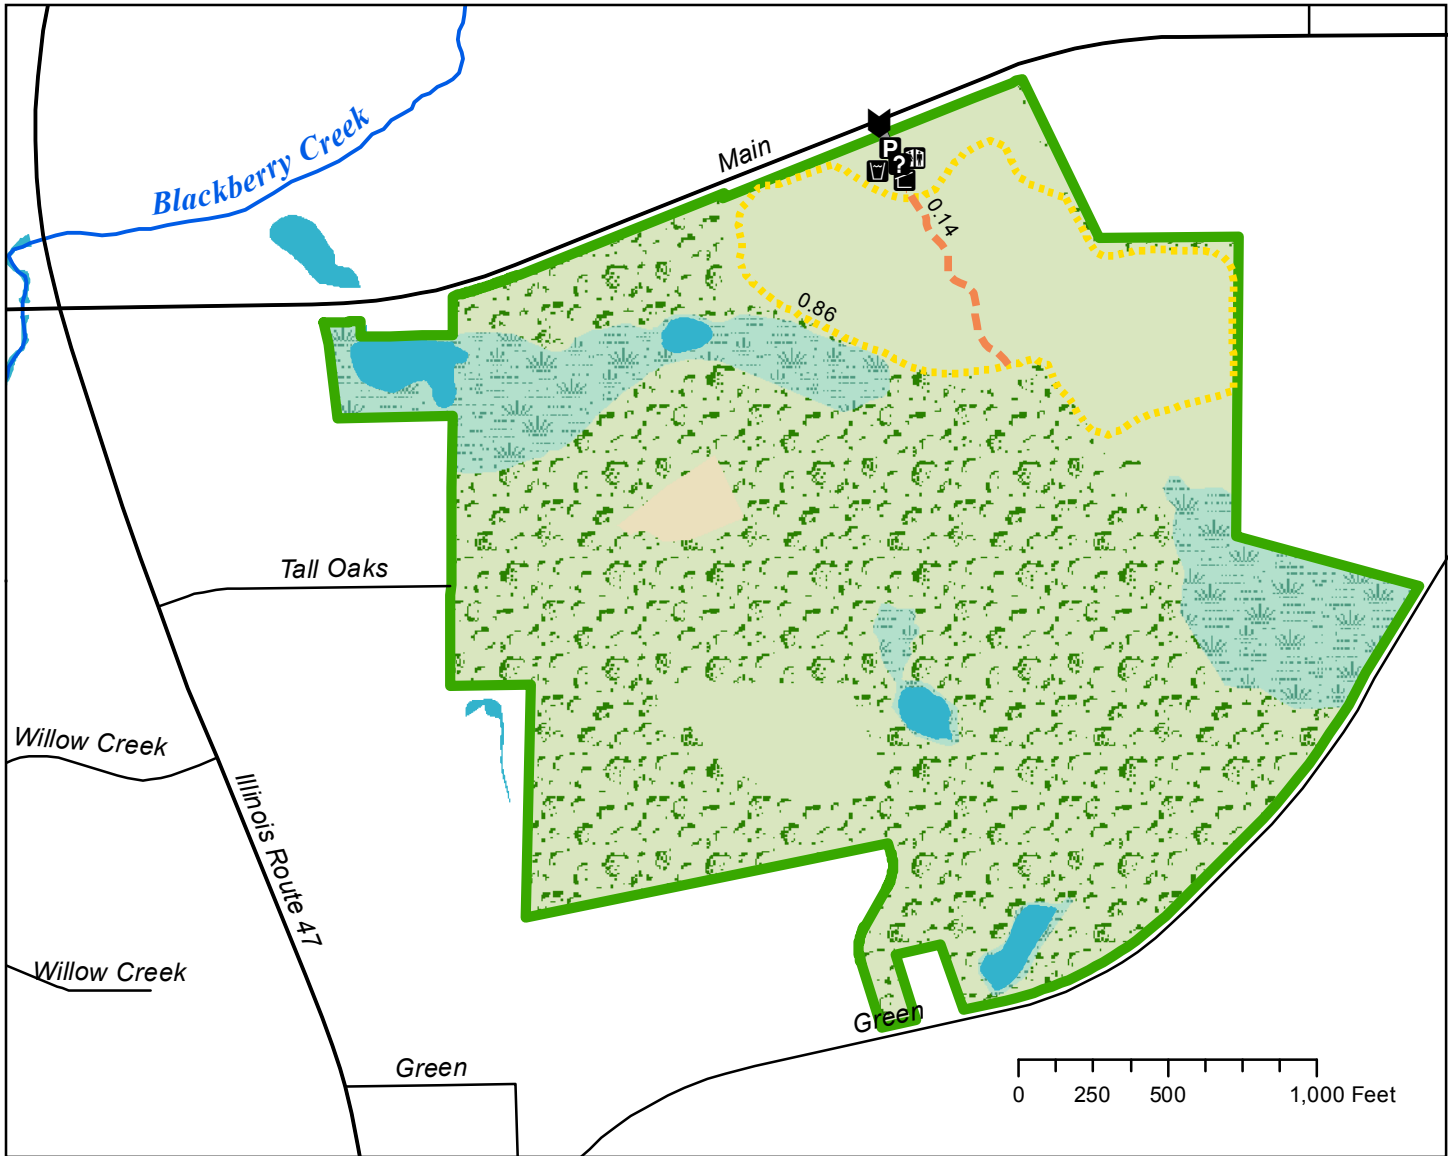 Blackberry Creek
Main
P
?
0.14
0.86
Tall Oaks
Willow Creek
Illinois Route 47
Willow Creek
Green
Green
0 250 500 1,000 Feet